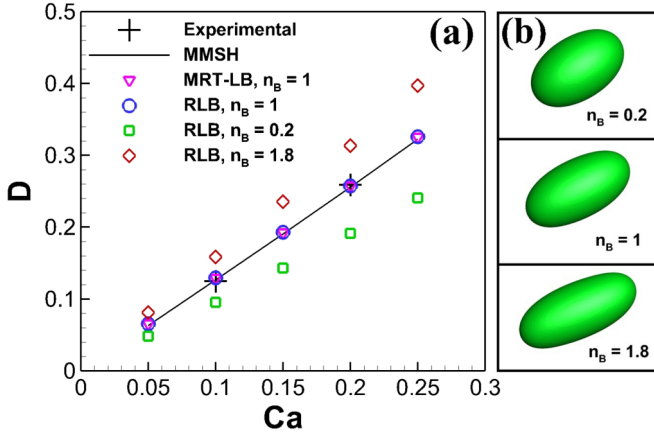 0.5
0.4
0.3
0.2
0.1
0
D
0
0.05
0.1
0.15
0.2
0.25
0.3
Ca
Experimental
MMSH
MRT-LB, n_B = 1
RLB, n_B = 1
RLB, n_B = 0.2
RLB, n_B = 1.8
(a)
(b)
n_B = 0.2
n_B = 1
n_B = 1.8